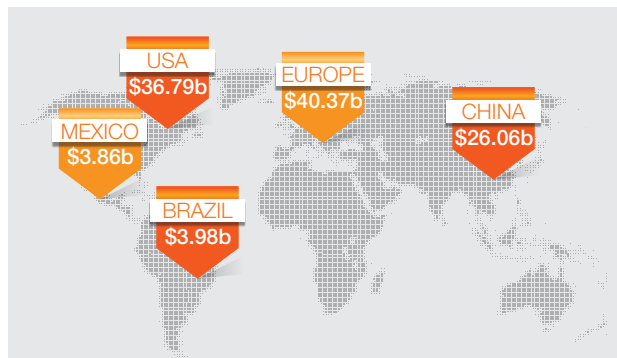 USA
$36.79b
EUROPE
$40.37b
CHINA
$26.06b
MEXICO
$3.86b
BRAZIL
$3.98b